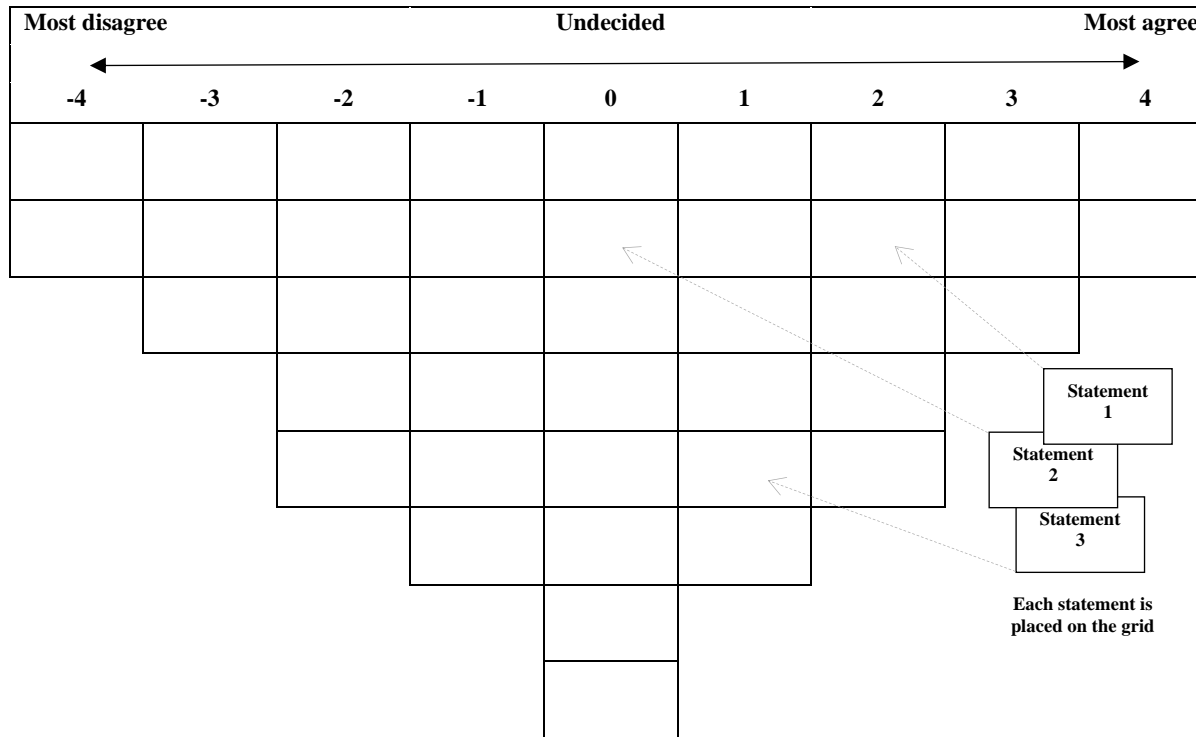 Most disagree Undecided Most agree
-4 -3 -2 -1 0 1 2 3 4
Statement
1
Statement
2
Statement
3
Each statement is
placed on the grid